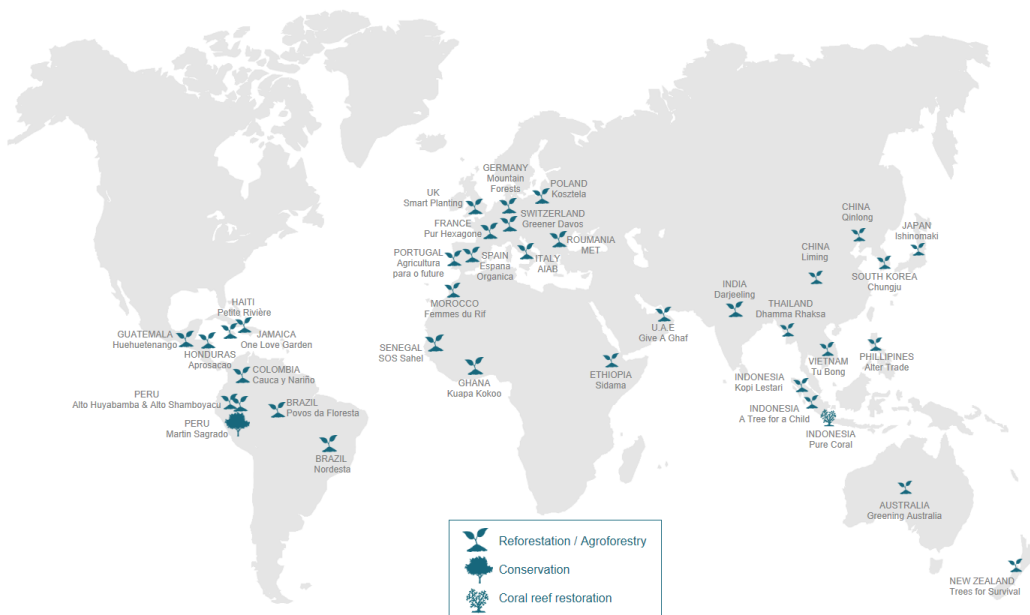 GERMANY
Mountain
Forests
POLAND
Kosztela
UK
Smart Planting
SWITZERLAND
Greener Davos
FRANCE
Pur Hexagone
ROUMANIA
MET
PORTUGAL
Agricultura
para o future
SPAIN
Espana
Organica
ITALY
AIAB
MOROCCO
Femmes du Rif
CHINA
Qinlong
JAPAN
Ishinomaki
CHINA
Liming
SOUTH KOREA
Chungju
INDIA
Darjeeling
THAILAND
Dhamma Rhaksa
HAITI
Petite Rivière
GUATEMALA
Huehuetenango
JAMAICA
One Love Garden
HONDURAS
Aprosacao
SENEGAL
SOS Sahel
U.A.E
Give A Ghaf
VIETNAM
Tu Bong
PHILLIPINES
Alter Trade
COLOMBIA
Cauca y Nariño
GHANA
Kuapa Kokoo
ETHIOPIA
Sidama
INDONESIA
Kopi Lestari
PERU
Alto Huyabamba & Alto Shamboyacu
BRAZIL
Povos da Floresta
INDONESIA
A Tree for a Child
PERU
Martin Sagrado
INDONESIA
Pure Coral
BRAZIL
Nordesta
AUSTRALIA
Greening Australia
NEW ZEALAND
Trees for Survival
Reforestation / Agroforestry
Conservation
Coral reef restoration